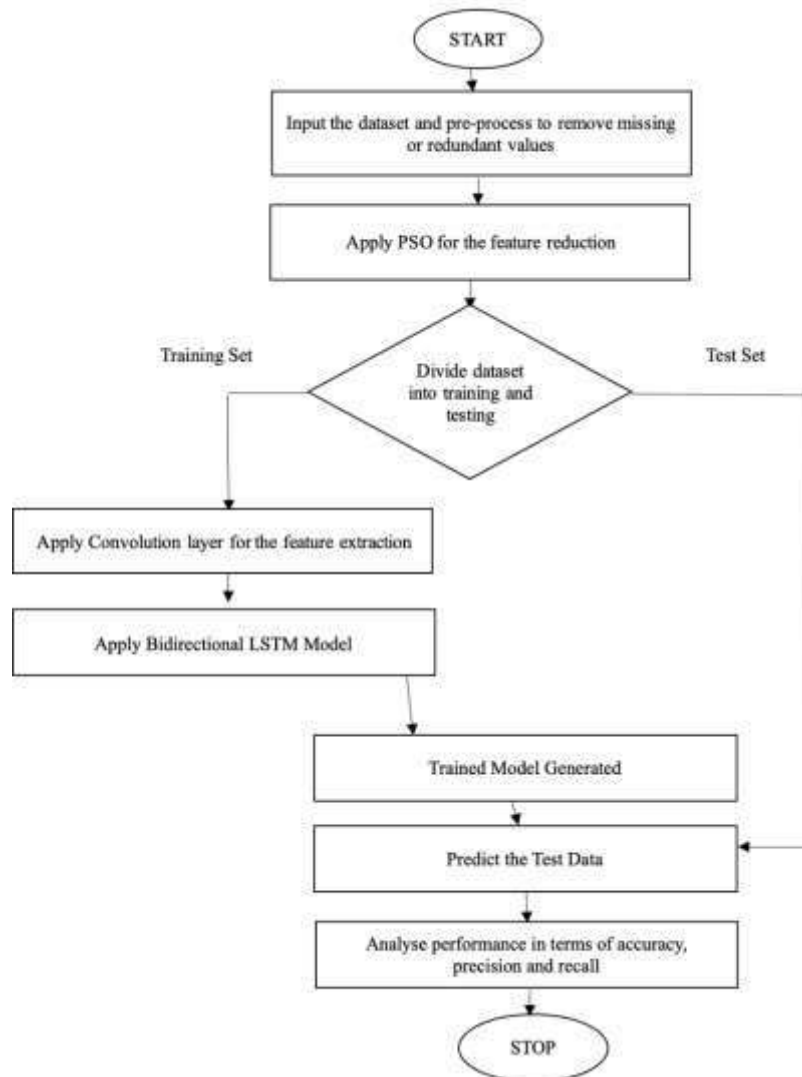 START
Input the dataset and pre-process to remove missing
or redundant values
Apply PSO for the feature reduction
Training Set
Test Set
Divide dataset
into training and
testing
Apply Convolution layer for the feature extraction
Apply Bidirectional LSTM Model
Trained Model Generated
Predict the Test Data
Analyse performance in terms of accuracy,
precision and recall
STOP